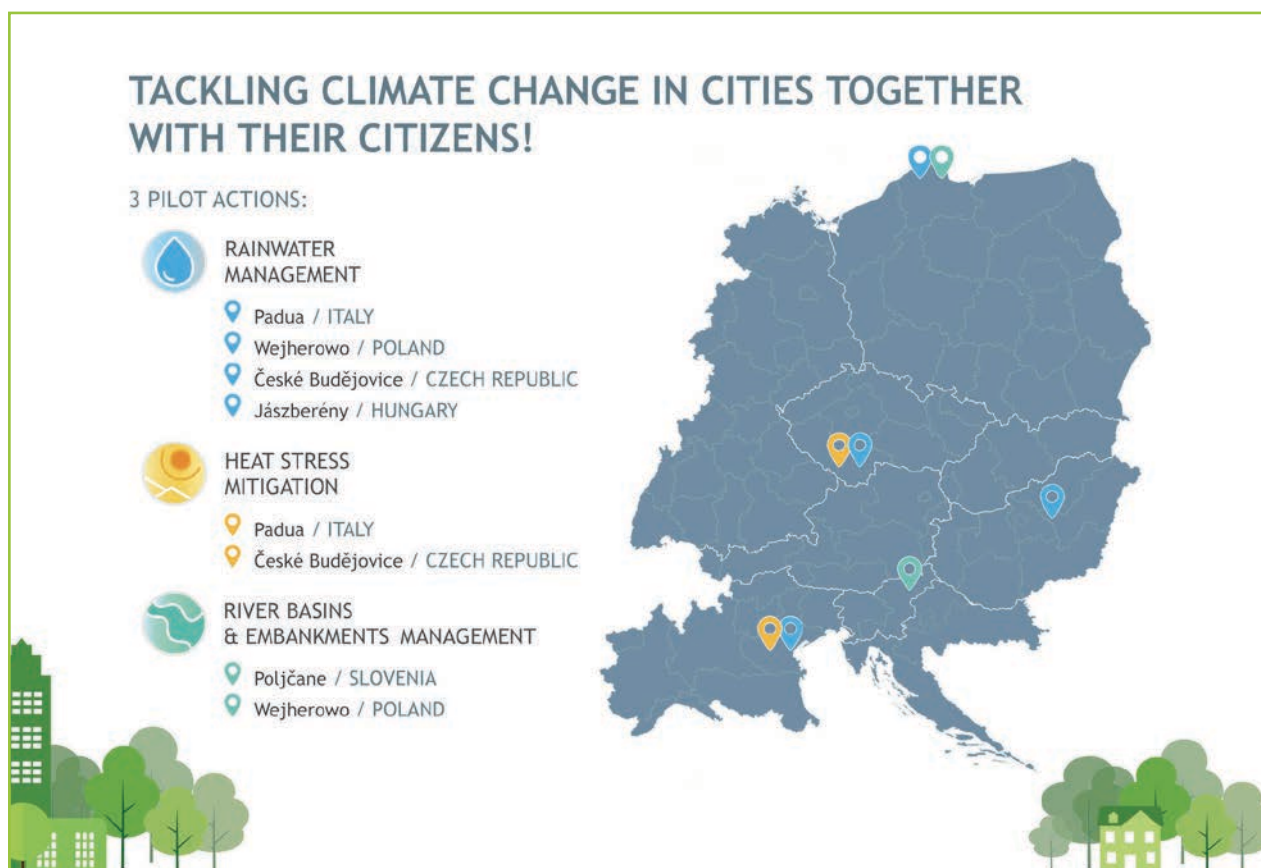 TACKLING CLIMATE CHANGE IN CITIES TOGETHER
WITH THEIR CITIZENS!
3 PILOT ACTIONS:
RAINWATER
MANAGEMENT
Padua / ITALY
Wejherowo / POLAND
České Budějovice / CZECH REPUBLIC
Jászberény / HUNGARY
HEAT STRESS
MITIGATION
Padua / ITALY
České Budějovice / CZECH REPUBLIC
RIVER BASINS
& EMBANKMENTS MANAGEMENT
Poljčane / SLOVENIA
Wejherowo / POLAND